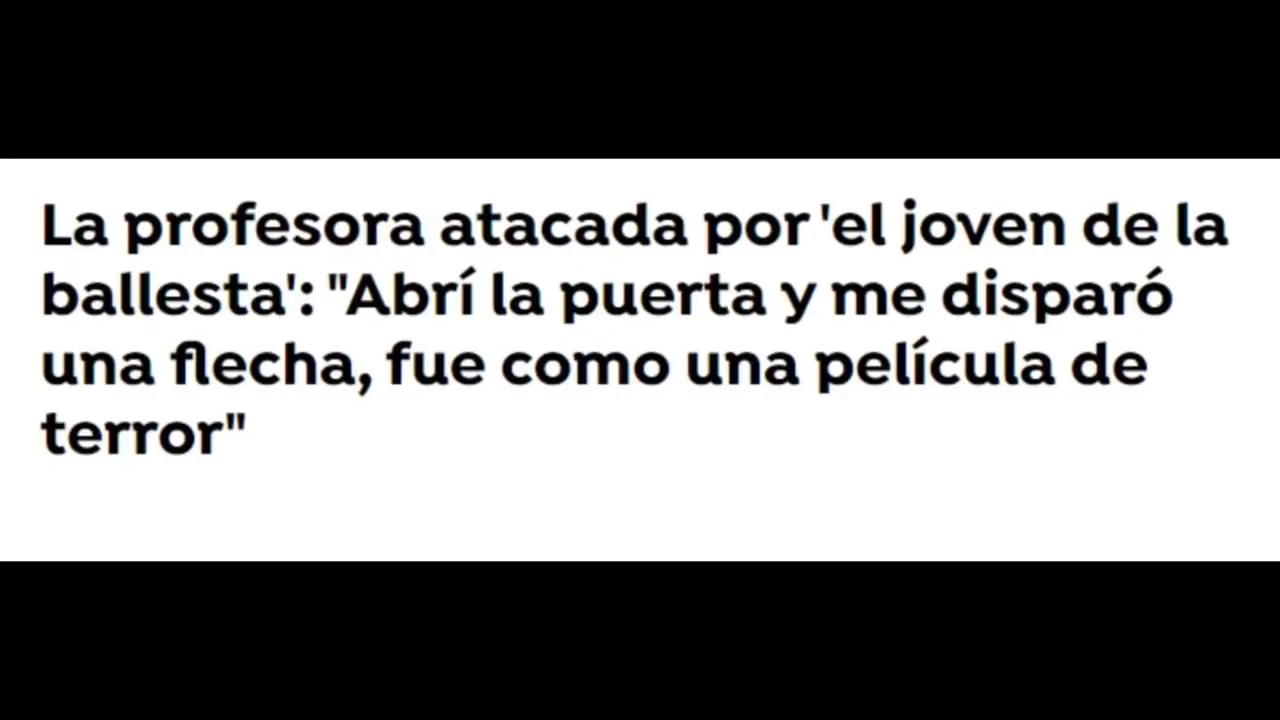 La profesora atacada por 'el joven de la
ballesta': "Abrí la puerta y me disparó
una flecha, fue como una película de
terror"